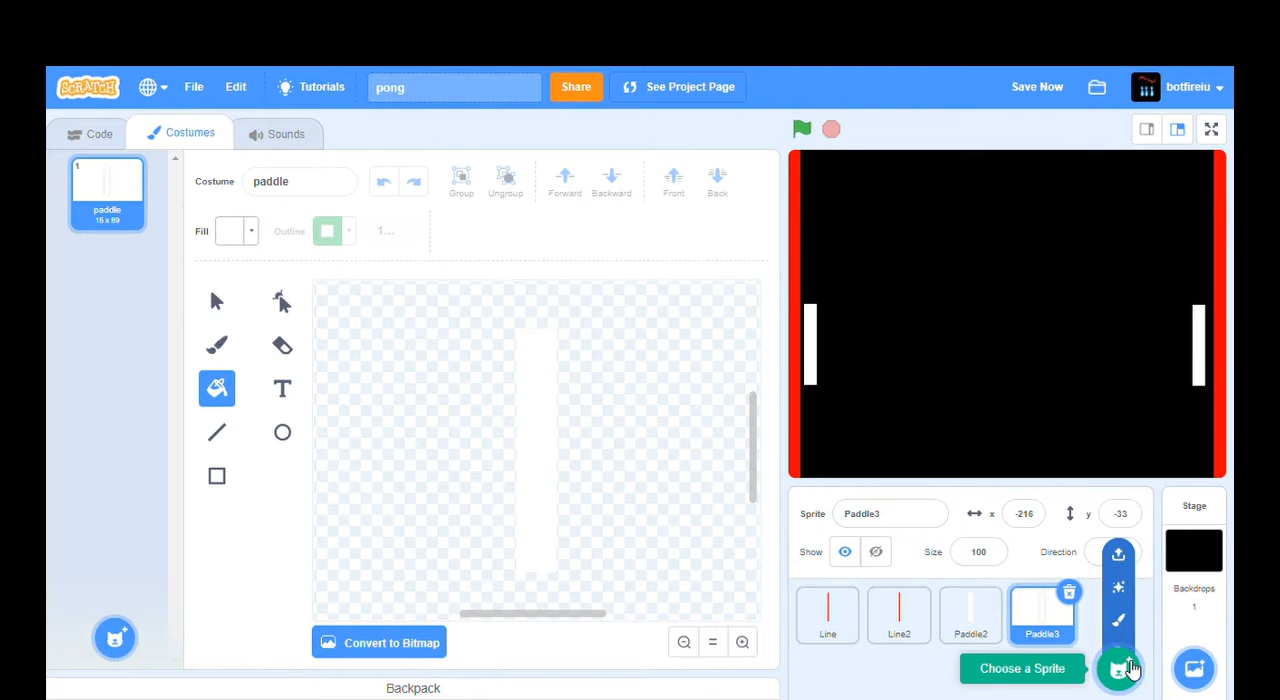 SCRATCH File Edit Tutorials pong Share See Project Page Save Now botfireiu
Code Costumes Sounds
1
paddle
15 x 89
Costume paddle Group Ungroup Forward Backward Front Back
Fill Outline 1...
Convert to Bitmap
Backpack
Sprite Paddle3 x -216 y -33
Show Size 100 Direction
Line Line2 Paddle2 Paddle3
Choose a Sprite
Stage
Backdrops
1